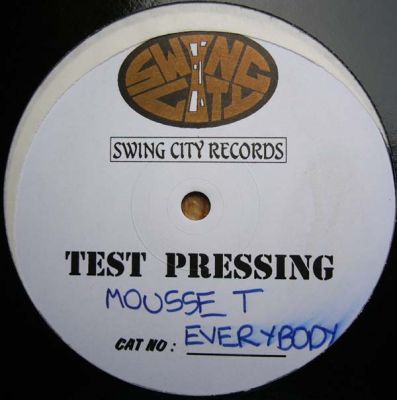 SWING
CITY
SWING CITY RECORDS
TEST PRESSING
MOUSSE T
EVERYBODY
CAT NO :